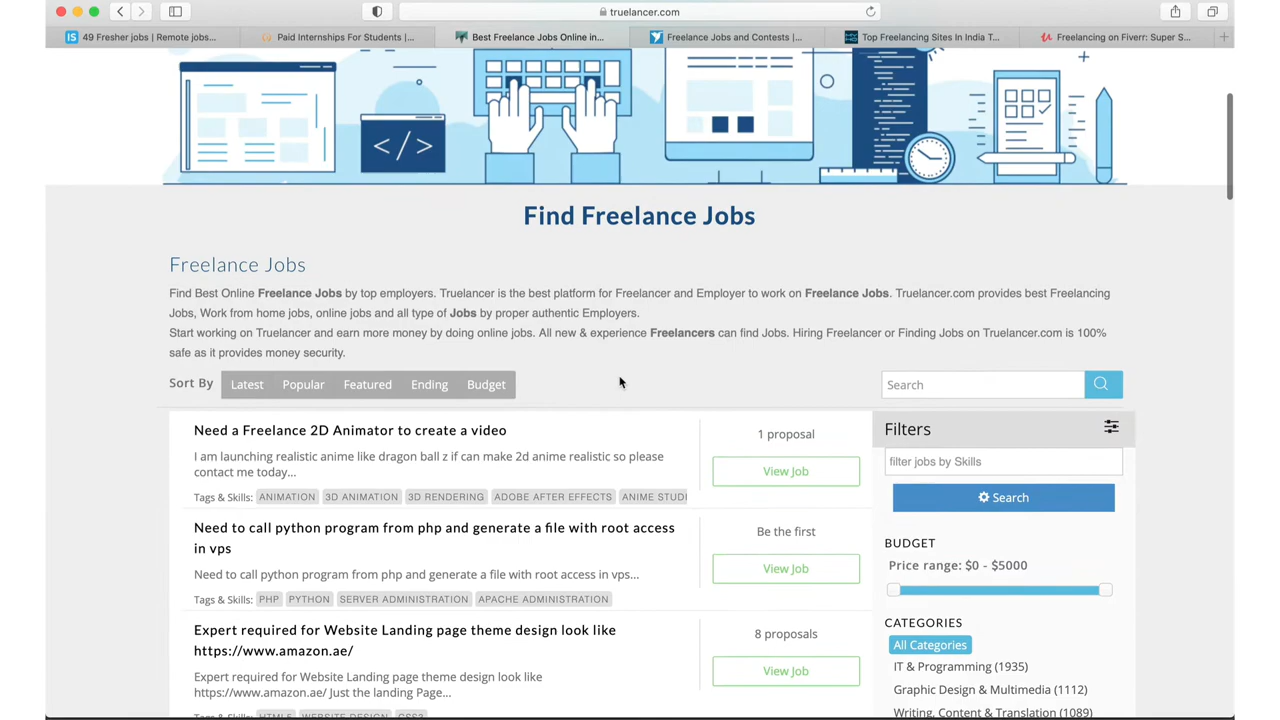 truelancer.com
49 Fresher jobs | Remote jobs...
Paid Internships For Students |...
Best Freelance Jobs Online in...
Freelance Jobs and Contests |...
Top Freelancing Sites In India T...
Freelancing on Fiverr: Super S...
</>
Find Freelance Jobs
Freelance Jobs
Find Best Online Freelance Jobs by top employers. Truelancer is the best platform for Freelancer and Employer to work on Freelance Jobs. Truelancer.com provides best Freelancing
Jobs, Work from home jobs, online jobs and all type of Jobs by proper authentic Employers.
Start working on Truelancer and earn more money by doing online jobs. All new & experience Freelancers can find Jobs. Hiring Freelancer or Finding Jobs on Truelancer.com is 100%
safe as it provides money security.
Sort By Latest Popular Featured Ending Budget
Search
Need a Freelance 2D Animator to create a video
I am launching realistic anime like dragon ball z if can make 2d anime realistic so please
contact me today...
Tags & Skills: ANIMATION 3D ANIMATION 3D RENDERING ADOBE AFTER EFFECTS ANIME STUDI
1 proposal
View Job
Need to call python program from php and generate a file with root access
in vps
Need to call python program from php and generate a file with root access in vps...
Tags & Skills: PHP PYTHON SERVER ADMINISTRATION APACHE ADMINISTRATION
Be the first
View Job
Expert required for Website Landing page theme design look like
https://www.amazon.ae/
Expert required for Website Landing page theme design look like
https://www.amazon.ae/ Just the landing Page...
Tags & Skills: HTML5 WEBSITE DESIGN CSS3
8 proposals
View Job
Filters
filter jobs by Skills
Search
BUDGET
Price range: $0 - $5000
CATEGORIES
All Categories
IT & Programming (1935)
Graphic Design & Multimedia (1112)
Writing, Content & Translation (1089)